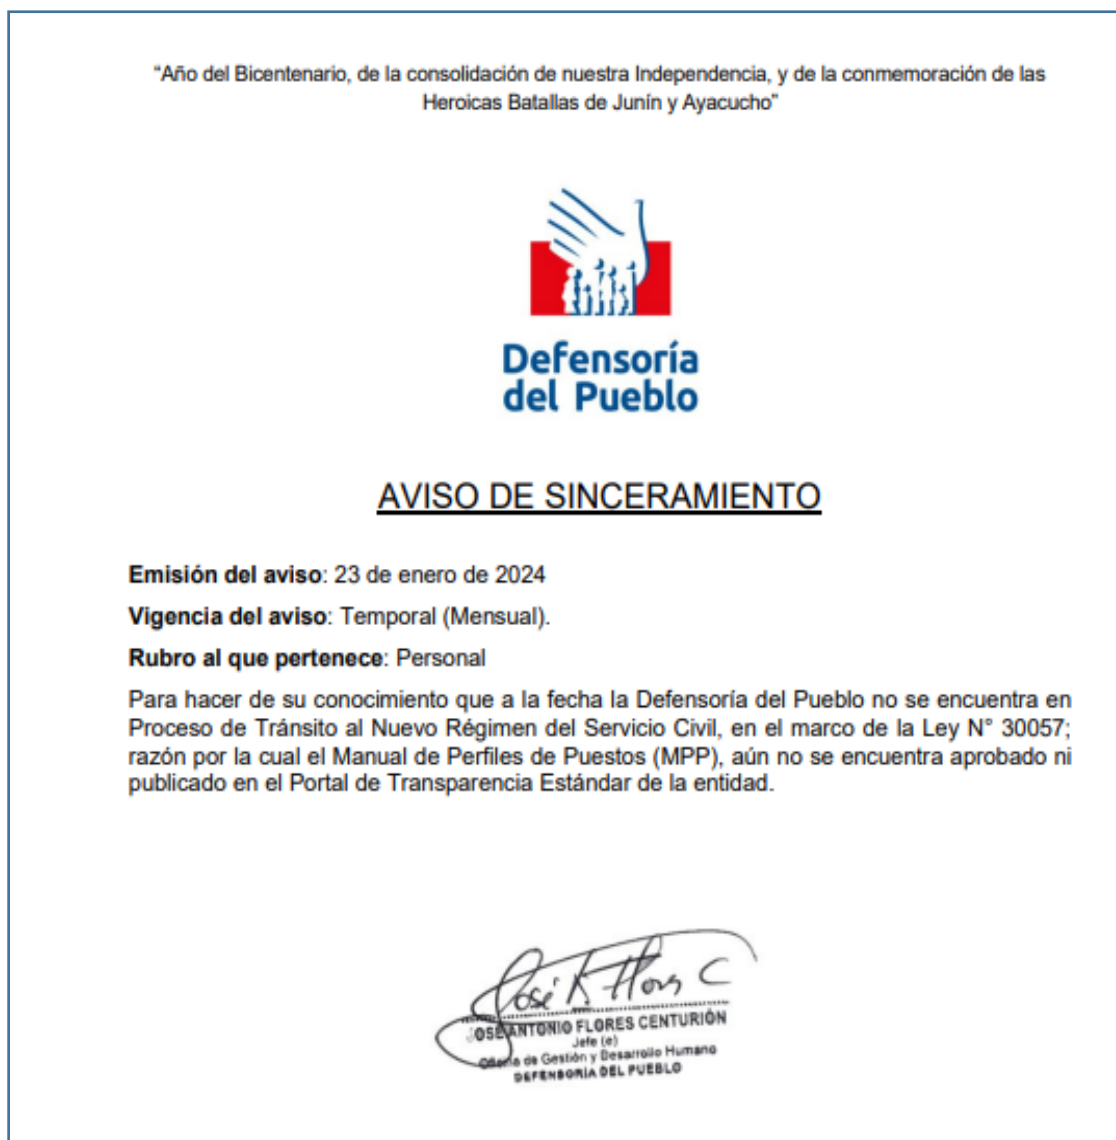 “Año del Bicentenario, de la consolidación de nuestra Independencia, y de la conmemoración de las
Heroicas Batallas de Junín y Ayacucho”
Defensoría
del Pueblo
AVISO DE SINCERAMIENTO
Emisión del aviso: 23 de enero de 2024
Vigencia del aviso: Temporal (Mensual).
Rubro al que pertenece: Personal
Para hacer de su conocimiento que a la fecha la Defensoría del Pueblo no se encuentra en
Proceso de Tránsito al Nuevo Régimen del Servicio Civil, en el marco de la Ley N° 30057;
razón por la cual el Manual de Perfiles de Puestos (MPP), aún no se encuentra aprobado ni
publicado en el Portal de Transparencia Estándar de la entidad.
José A. Flores C
JOSÉ ANTONIO FLORES CENTURIÓN
Jefe (e)
Oficina de Gestión y Desarrollo Humano
DEFENSORIA DEL PUEBLO